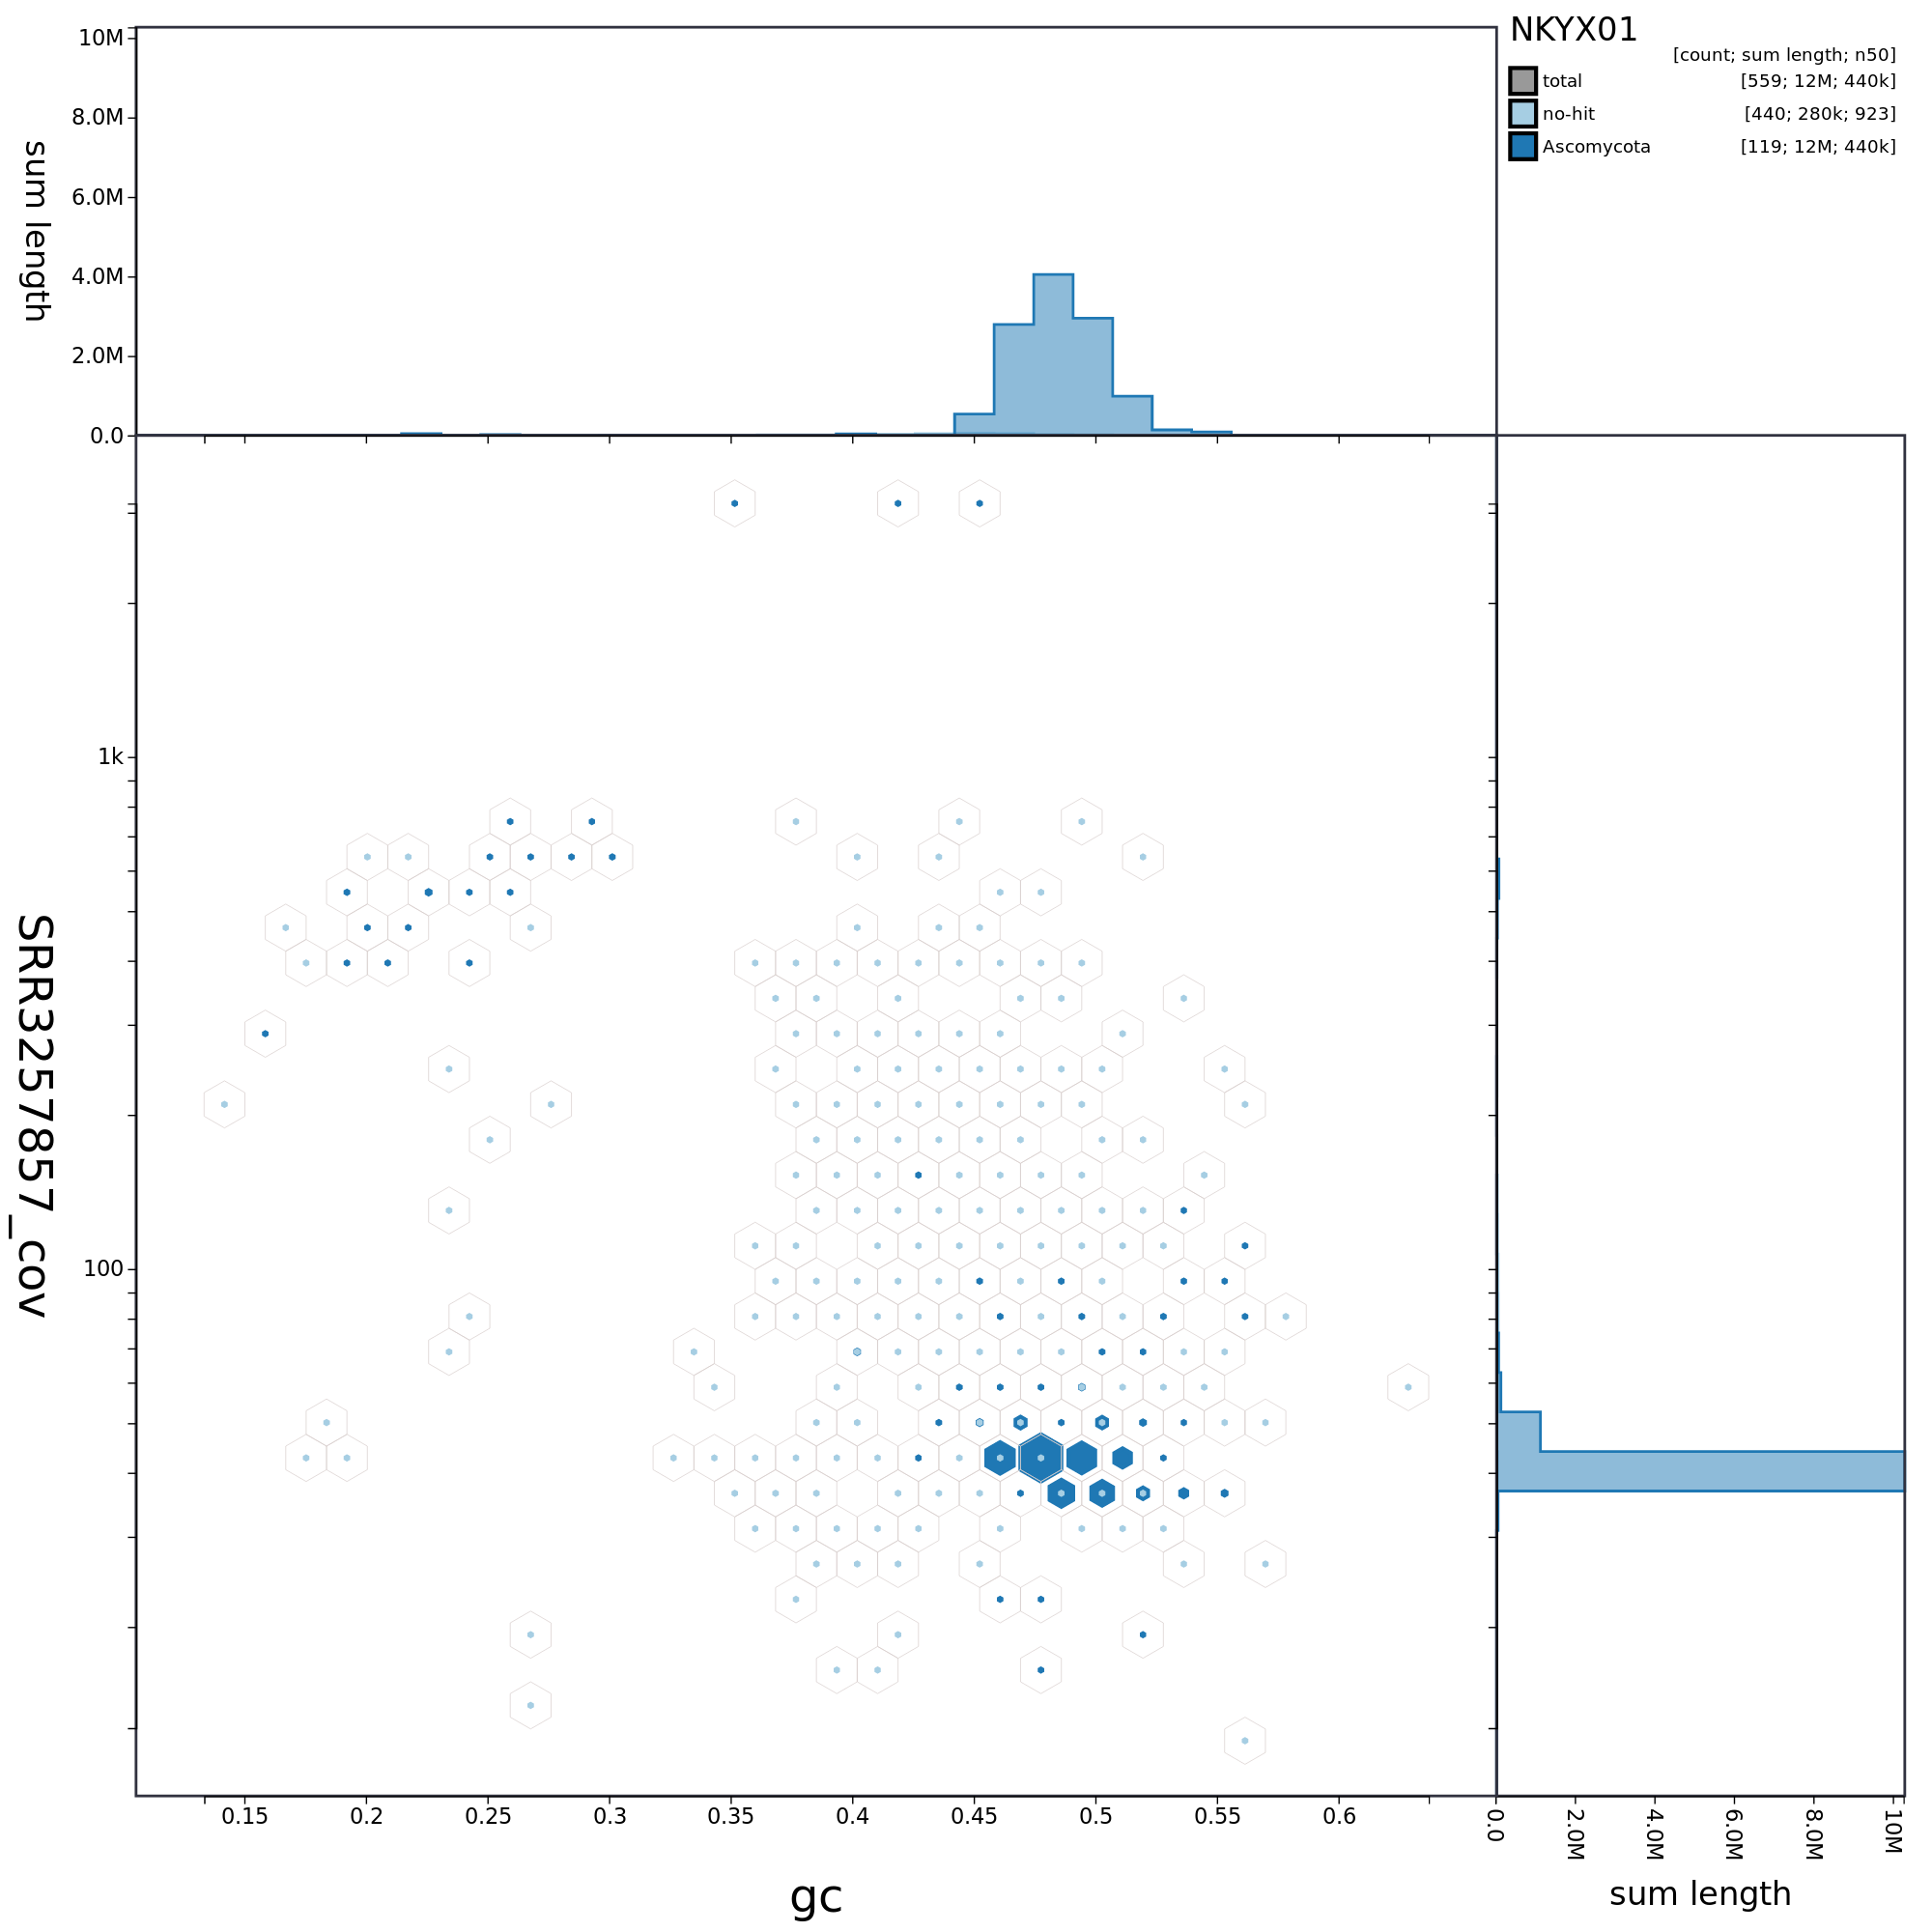 NKYX01
[count; sum length; n50]
total [559; 12M; 440k]
no-hit [440; 280k; 923]
Ascomycota [119; 12M; 440k]
sum length
10M
8.0M
6.0M
4.0M
2.0M
0.0
SRR3257857_cov
1k
100
0.15 0.2 0.25 0.3 0.35 0.4 0.45 0.5 0.55 0.6
gc
0.0 2.0M 4.0M 6.0M 8.0M 10M
sum length